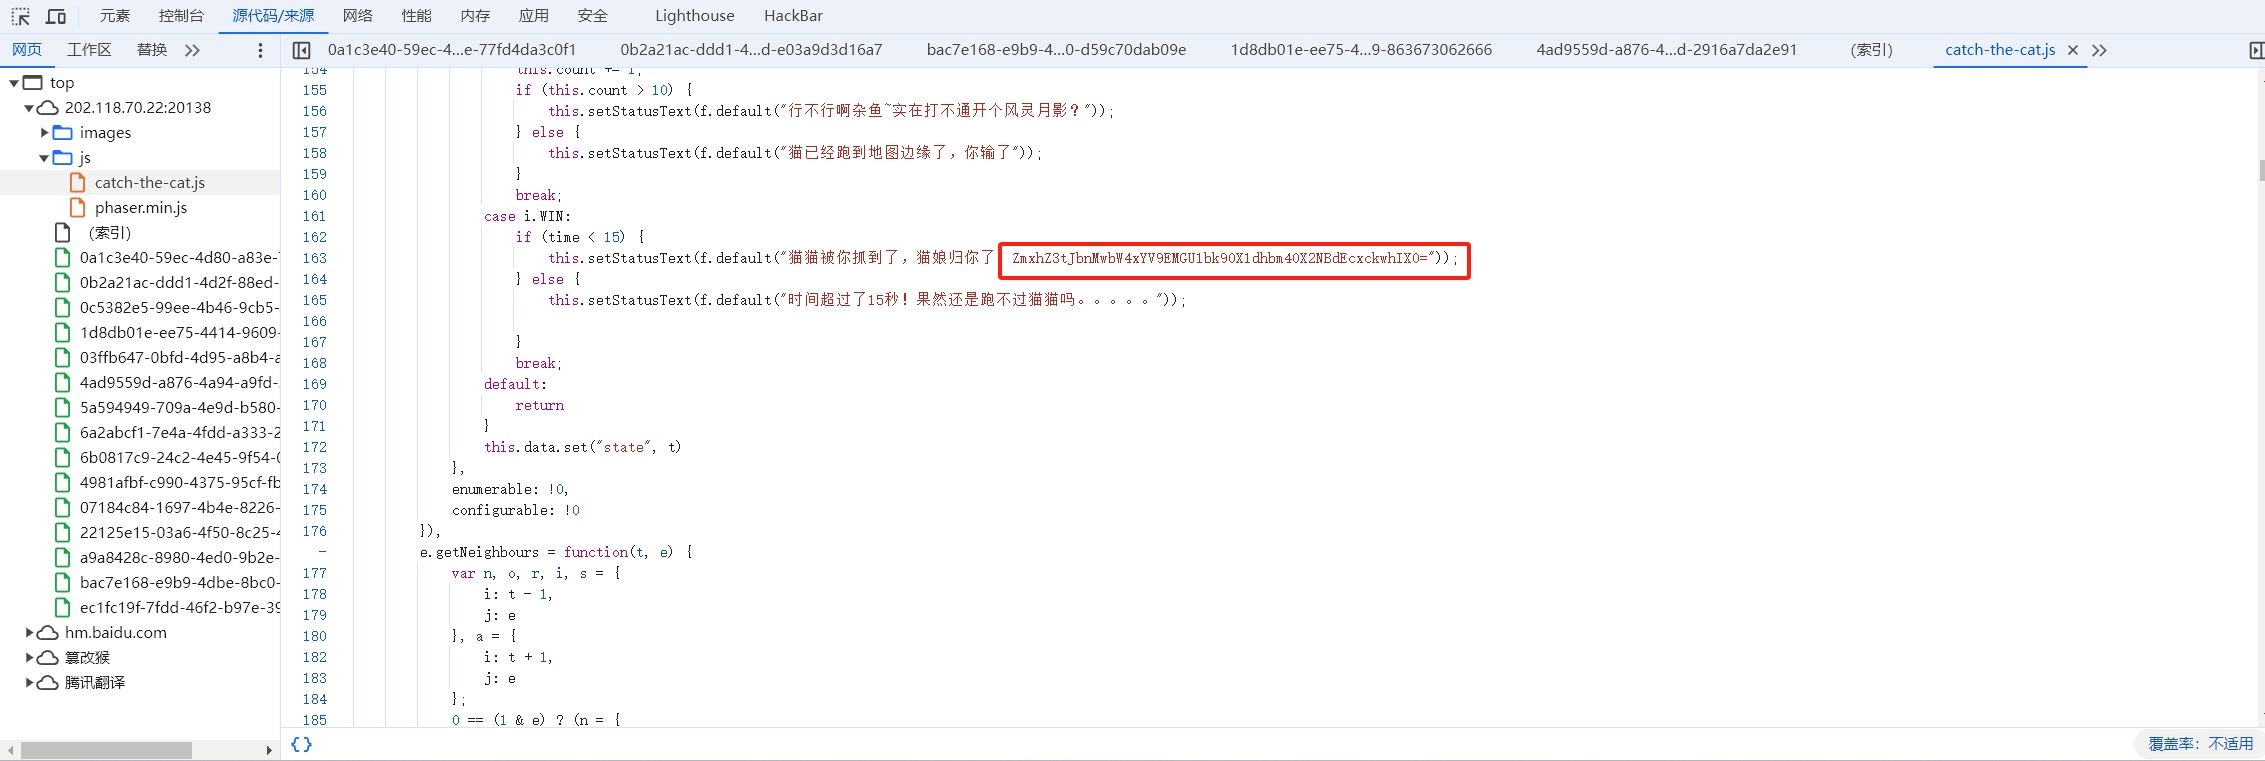 元素 控制台 源代码/来源 网络 性能 内存 应用 安全 Lighthouse HackBar
网页 工作区 替换
0a1c3e40-59ec-4...e-77fd4da3c0f1 0b2a21ac-ddd1-4...d-e03a9d3d16a7 bac7e168-e9b9-4...0-d59c70dab09e 1d8db01e-ee75-4...9-863673062666 4ad9559d-a876-4...d-2916a7da2e91 (索引) catch-the-cat.js ×
top
202.118.70.22:20138
images
js
catch-the-cat.js
phaser.min.js
(索引)
0a1c3e40-59ec-4d80-a83e-
0b2a21ac-ddd1-4d2f-88ed-
0c5382e5-99ee-4b46-9cb5-
1d8db01e-ee75-4414-9609-
03ffb647-0bfd-4d95-a8b4-a
4ad9559d-a876-4a94-a9fd-
5a594949-709a-4e9d-b580-
6a2abcf1-7e4a-4fdd-a333-2
6b0817c9-24c2-4e45-9f54-0
4981afbf-c990-4375-95cf-fb
07184c84-1697-4b4e-8226-
22125e15-03a6-4f50-8c25-4
a9a8428c-8980-4ed0-9b2e-
bac7e168-e9b9-4dbe-8bc0-
ec1fc19f-7fdd-46f2-b97e-39
hm.baidu.com
篡改猴
腾讯翻译
154 this.count += 1;
155 if (this.count > 10) {
156 this.setStatusText(f.default("行不行啊杂鱼~实在打不通开个风灵月影？"));
157 } else {
158 this.setStatusText(f.default("猫已经跑到地图边缘了，你输了"));
159 }
160 break;
161 case i.WIN:
162 if (time < 15) {
163 this.setStatusText(f.default("猫猫被你抓到了，猫娘归你了 ZmxhZ3tJbnMwbW4xYV9EMGU1bk90X1dhbm40X2NBdEcxckwhIX0="));
164 } else {
165 this.setStatusText(f.default("时间超过了15秒！果然还是跑不过猫猫吗。。。。。"));
166
167 }
168 break;
169 default:
170 return
171 }
172 this.data.set("state", t)
173 },
174 enumerable: !0,
175 configurable: !0
176 }),
- e.getNeighbours = function(t, e) {
177 var n, o, r, i, s = {
178 i: t - 1,
179 j: e
180 }, a = {
182 i: t + 1,
183 j: e
184 };
185 0 == (1 & e) ? (n = {
{}
覆盖率：不适用